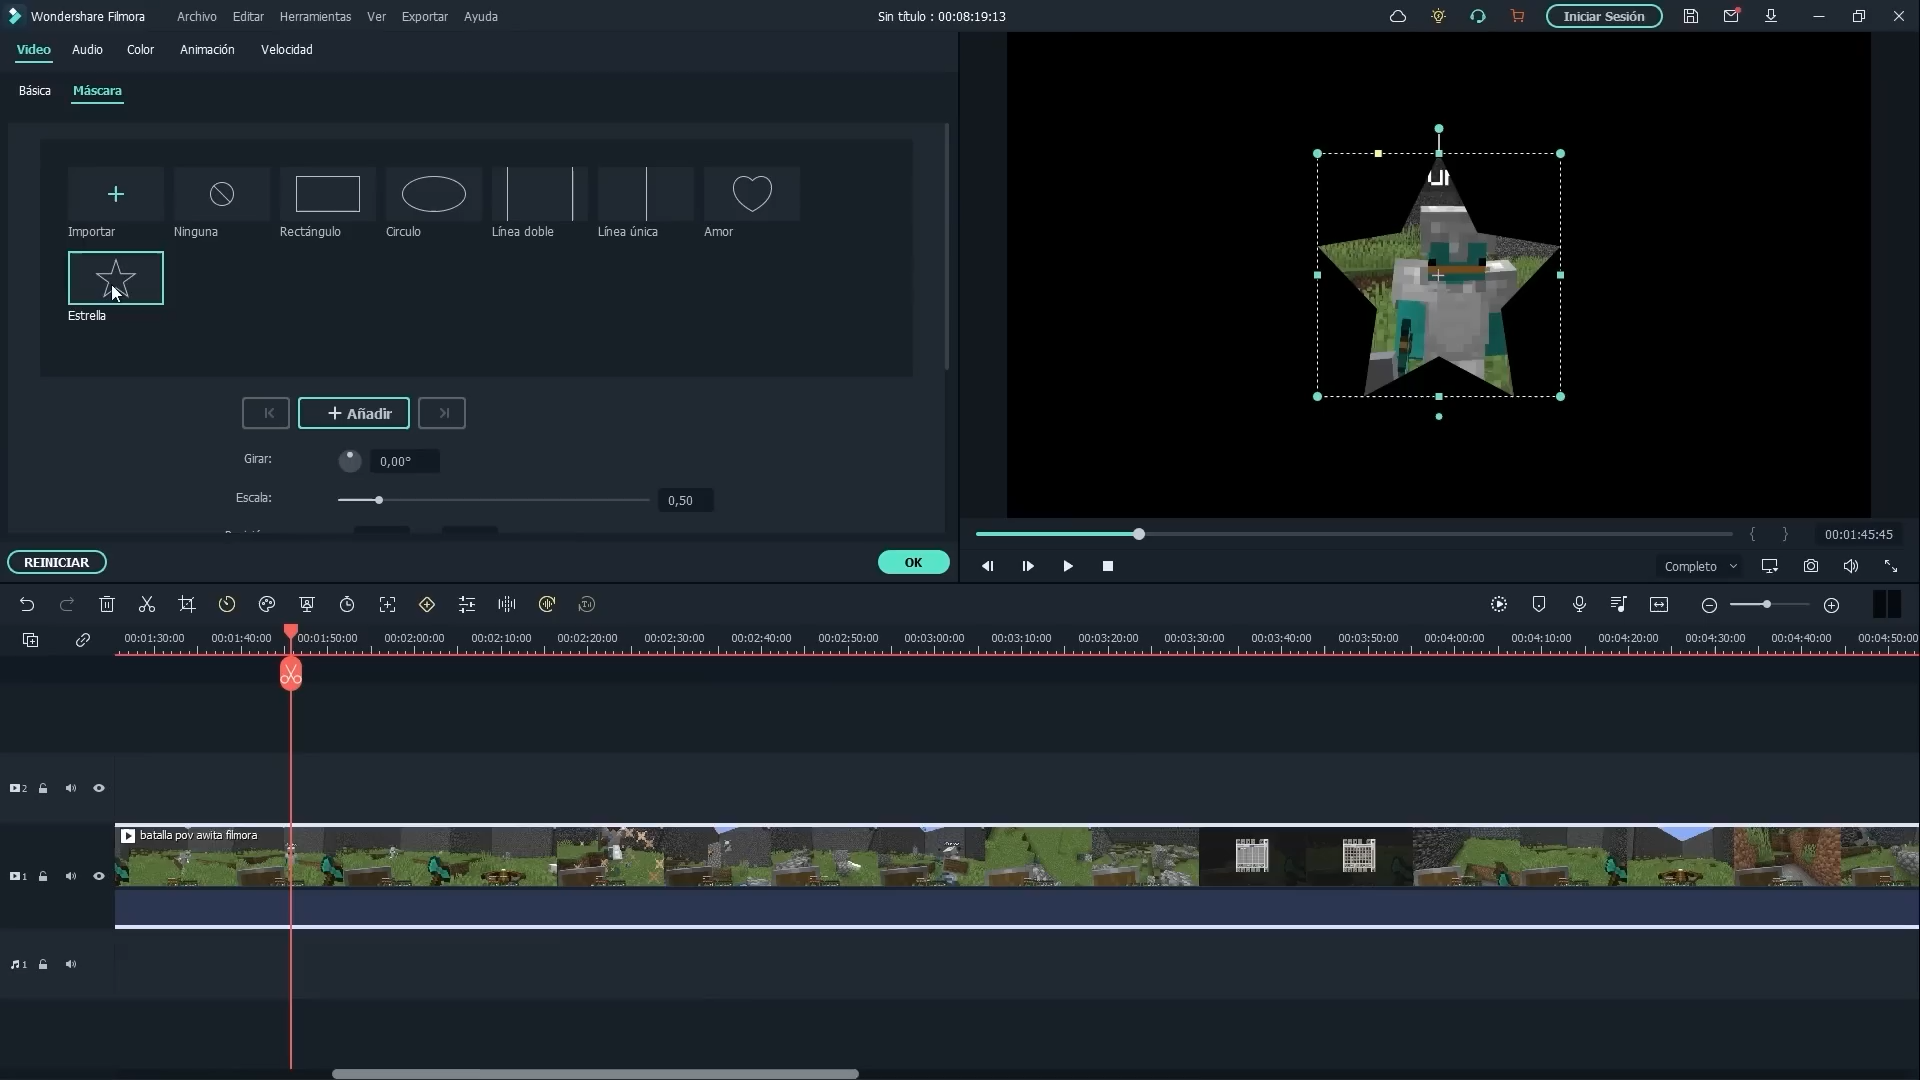 Wondershare Filmora
Archivo
Editar
Herramientas
Ver
Exportar
Ayuda
Sin título : 00:08:19:13
Iniciar Sesión
Video
Audio
Color
Animación
Velocidad
Básica
Máscara
Importar
Ninguna
Rectángulo
Circulo
Línea doble
Línea única
Amor
Estrella
Añadir
Girar:
0,00°
Escala:
0,50
REINICIAR
OK
00:01:45:45
Completo
00:01:30:00
00:01:40:00
00:01:50:00
00:02:00:00
00:02:10:00
00:02:20:00
00:02:30:00
00:02:40:00
00:02:50:00
00:03:00:00
00:03:10:00
00:03:20:00
00:03:30:00
00:03:40:00
00:03:50:00
00:04:00:00
00:04:10:00
00:04:20:00
00:04:30:00
00:04:40:00
00:04:50:00
2
batalla pov awita filmora
1
1